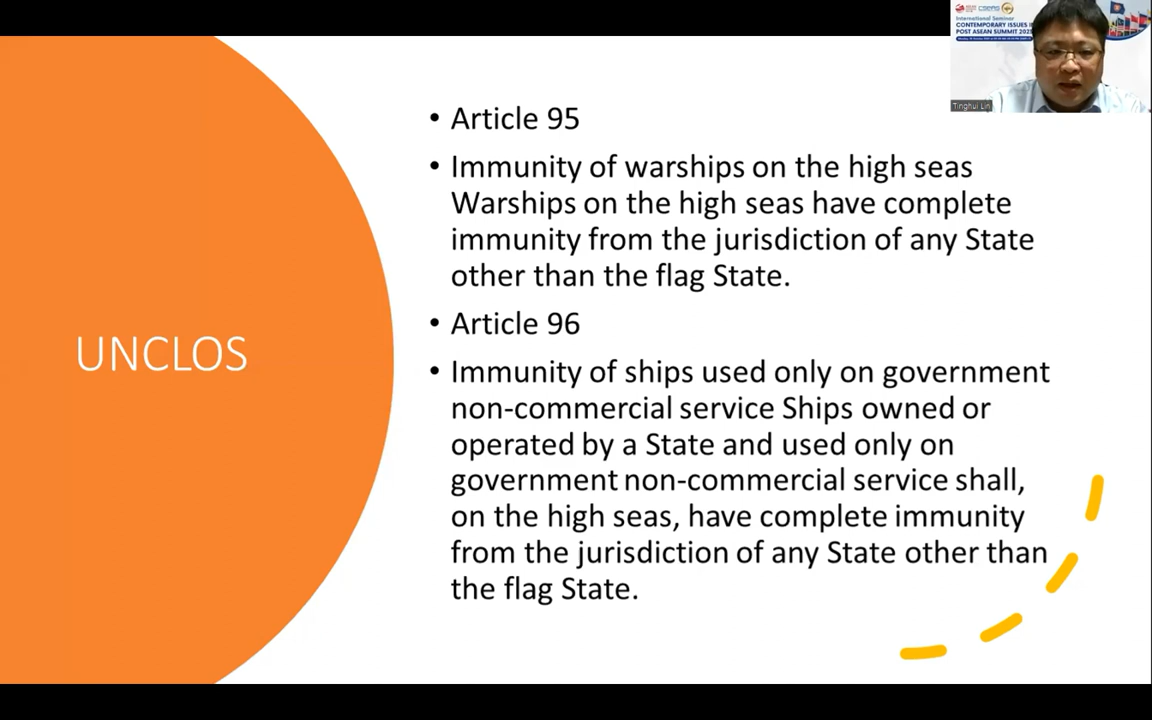 UNCLOS
• Article 95
• Immunity of warships on the high seas
Warships on the high seas have complete
immunity from the jurisdiction of any State
other than the flag State.
• Article 96
• Immunity of ships used only on government
non-commercial service Ships owned or
operated by a State and used only on
government non-commercial service shall,
on the high seas, have complete immunity
from the jurisdiction of any State other than
the flag State.
International Seminar
CONTEMPORARY ISSUES I
POST ASEAN SUMMIT 202
Tinghui Lin